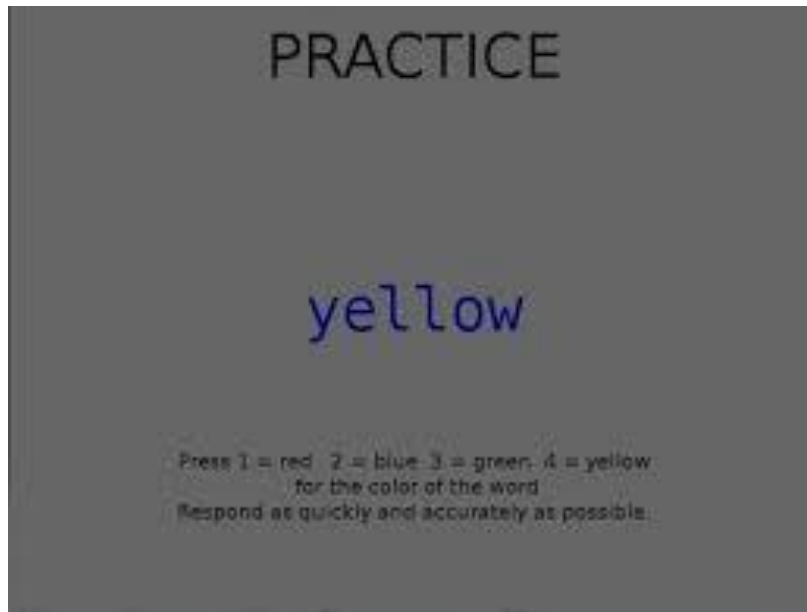 PRACTICE
yellow
Press 1 = red 2 = blue 3 = green 4 = yellow
for the color of the word
Respond as quickly and accurately as possible.